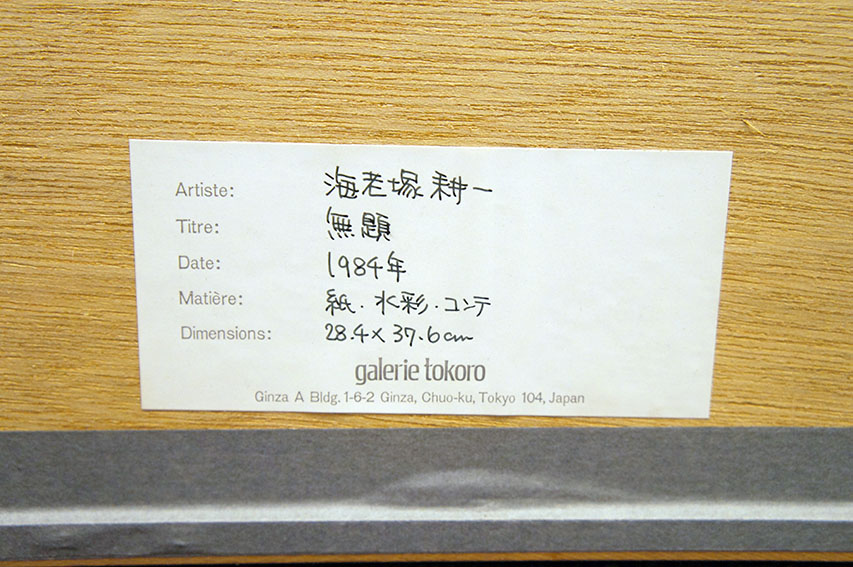 Artiste: 海老塚耕一
Titre: 無題
Date: 1984年
Matière: 紙・水彩・コンテ
Dimensions: 28.4×37.6cm
galerie tokoro
Ginza A Bldg. 1-6-2 Ginza, Chuo-ku, Tokyo 104, Japan